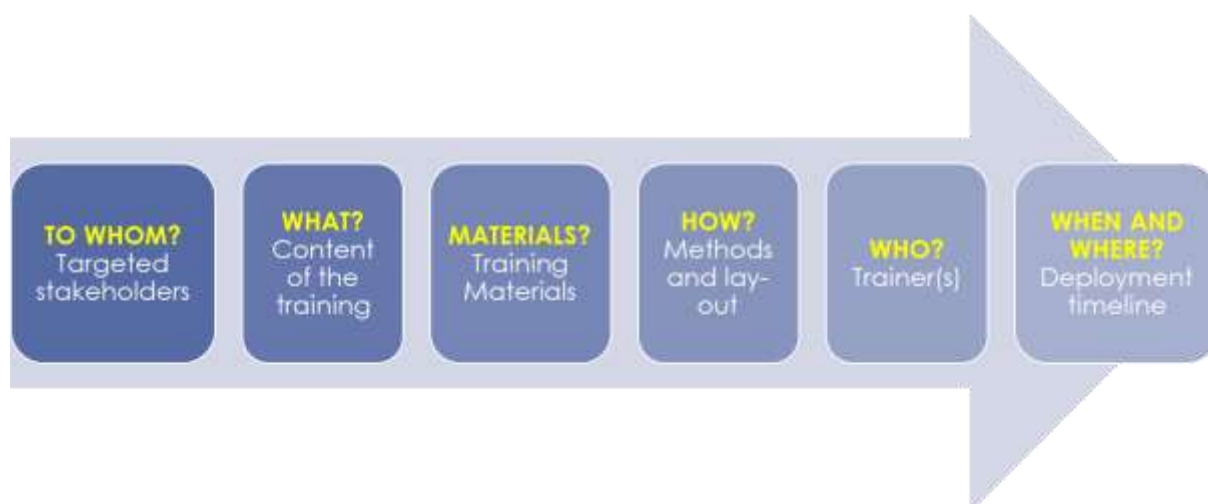 TO WHOM?
Targeted
stakeholders
WHAT?
Content
of the
training
MATERIALS?
Training
Materials
HOW?
Methods
and lay-
out
WHO?
Trainer(s)
WHEN AND
WHERE?
Deployment
timeline